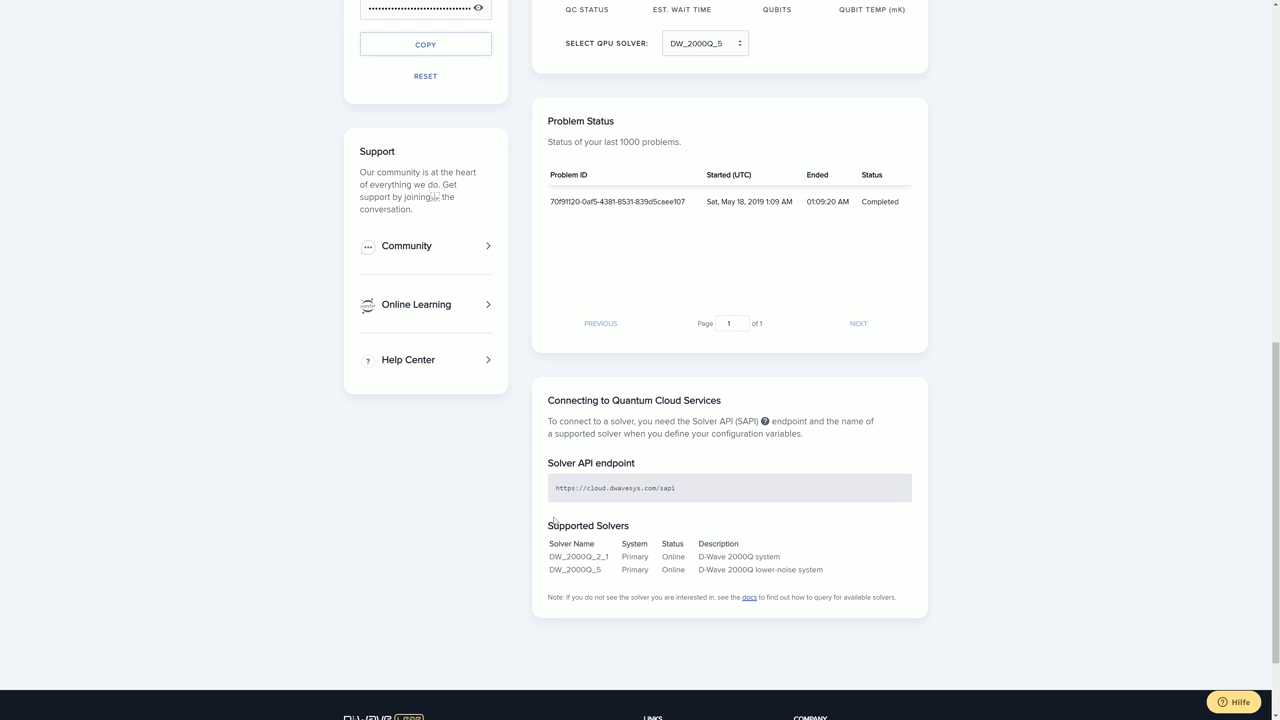 COPY
RESET
Support
Our community is at the heart
of everything we do. Get
support by joining the
conversation.
Community
Online Learning
Help Center
QC STATUS EST. WAIT TIME QUBITS QUBIT TEMP (mK)
SELECT QPU SOLVER: DW_2000Q_5
Problem Status
Status of your last 1000 problems.
Problem ID Started (UTC) Ended Status
70f91120-0af5-4381-8531-839d5caee107 Sat, May 18, 2019 1:09 AM 01:09:20 AM Completed
PREVIOUS Page 1 of 1 NEXT
Connecting to Quantum Cloud Services
To connect to a solver, you need the Solver API (SAPI) ? endpoint and the name of
a supported solver when you define your configuration variables.
Solver API endpoint
https://cloud.dwavesys.com/sapi
Supported Solvers
Solver Name System Status Description
DW_2000Q_2_1 Primary Online D-Wave 2000Q system
DW_2000Q_5 Primary Online D-Wave 2000Q lower-noise system
Note: If you do not see the solver you are interested in, see the docs to find out how to query for available solvers.
Hilfe
LINKS COMPANY